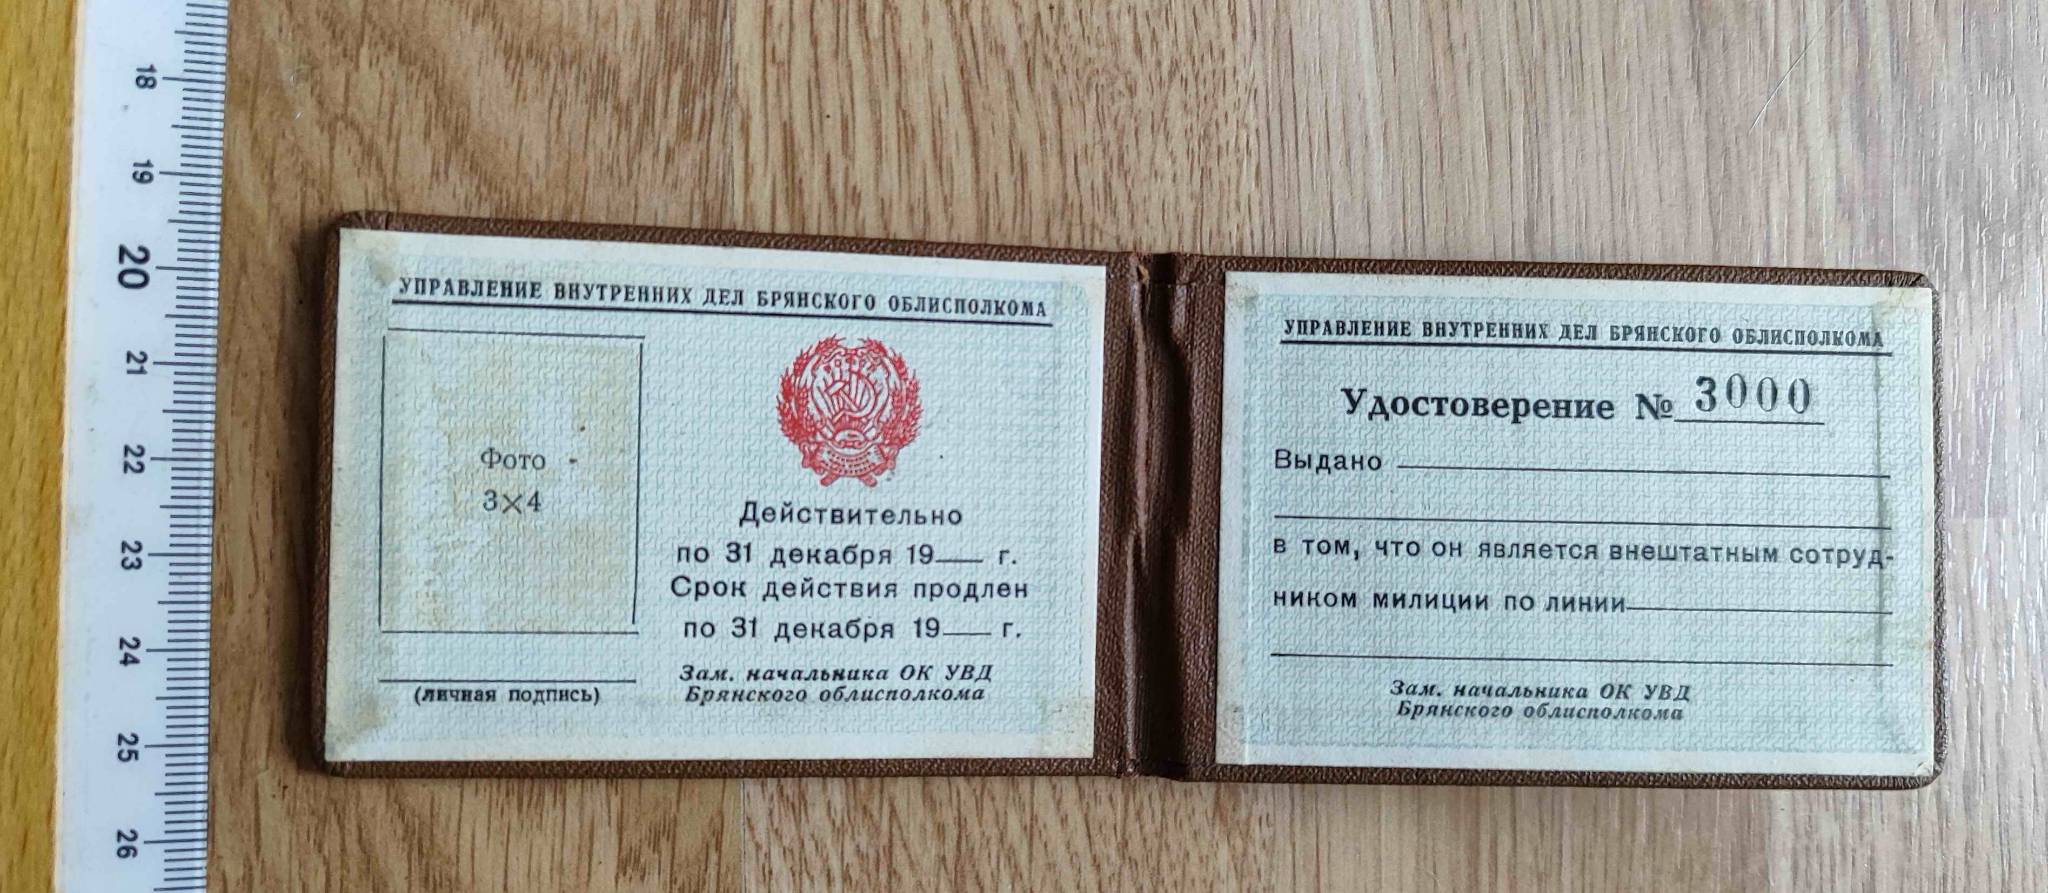 18
19
20
21
22
23
24
25
26
УПРАВЛЕНИЕ ВНУТРЕННИХ ДЕЛ БРЯНСКОГО ОБЛИСПОЛКОМА
Фото
3×4
Действительно
по 31 декабря 19___ г.
Срок действия продлен
по 31 декабря 19___ г.
(личная подпись)
Зам. начальника ОК УВД
Брянского облисполкома
УПРАВЛЕНИЕ ВНУТРЕННИХ ДЕЛ БРЯНСКОГО ОБЛИСПОЛКОМА
Удостоверение № 3000
Выдано
в том, что он является внештатным сотруд-
ником милиции по линии
Зам. начальника ОК УВД
Брянского облисполкома